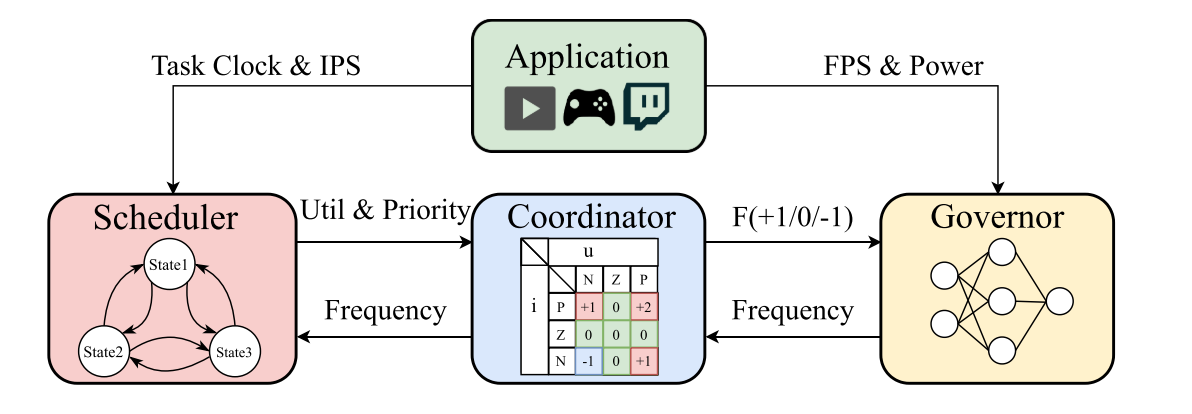 Application
Task Clock & IPS
FPS & Power
Scheduler
State1
State2
State3
Util & Priority
Frequency
Coordinator
u
N Z P
i
P +1 0 +2
Z 0 0 0
N -1 0 +1
F(+1/0/-1)
Frequency
Governor